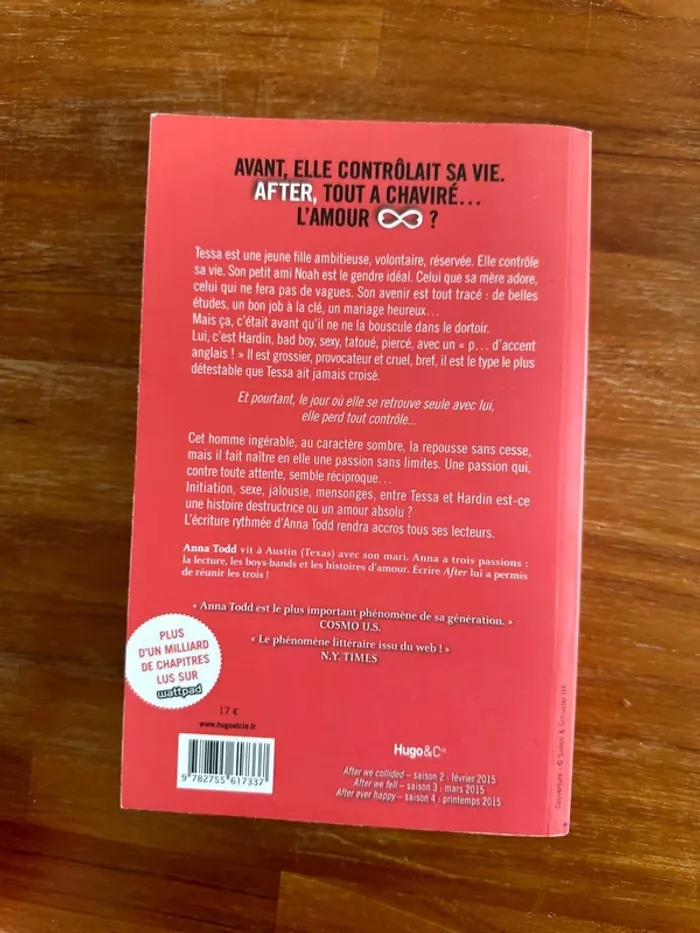 AVANT, ELLE CONTRÔLAIT SA VIE.
AFTER, TOUT A CHAVIRÉ...
L'AMOUR ?
Tessa est une jeune fille ambitieuse, volontaire, réservée. Elle contrôle
sa vie. Son petit ami Noah est le gendre idéal. Celui que sa mère adore,
celui qui ne fera pas de vagues. Son avenir est tout tracé : de belles
études, un bon job à la clé, un mariage heureux...
Mais ça, c'était avant qu'il ne ne la bouscule dans le dortoir.
Lui, c'est Hardin, bad boy, sexy, tatoué, piercé, avec un « p... d'accent
anglais ! » Il est grossier, provocateur et cruel, bref, il est le type le plus
détestable que Tessa ait jamais croisé.
Et pourtant, le jour où elle se retrouve seule avec lui,
elle perd tout contrôle...
Cet homme ingérable, au caractère sombre, la repousse sans cesse,
mais il fait naître en elle une passion sans limites. Une passion qui,
contre toute attente, semble réciproque...
Initiation, sexe, jalousie, mensonges, entre Tessa et Hardin est-ce
une histoire destructrice ou un amour absolu ?
L'écriture rythmée d'Anna Todd rendra accros tous ses lecteurs.
Anna Todd vit à Austin (Texas) avec son mari. Anna a trois passions :
la lecture, les boys-bands et les histoires d'amour. Écrire After lui a permis
de réunir les trois !
« Anna Todd est le plus important phénomène de sa génération. »
COSMO U.S.
« Le phénomène littéraire issu du web ! »
N.Y. TIMES
PLUS
D'UN MILLIARD
DE CHAPITRES
LUS SUR
wattpad
17 €
www.hugoetcie.fr
9 782755 617337
Hugo&Cie
After we collided – saison 2 : février 2015
After we fell – saison 3 : mars 2015
After ever happy – saison 4 : printemps 2015
Couverture : © Simon & Schuster UK